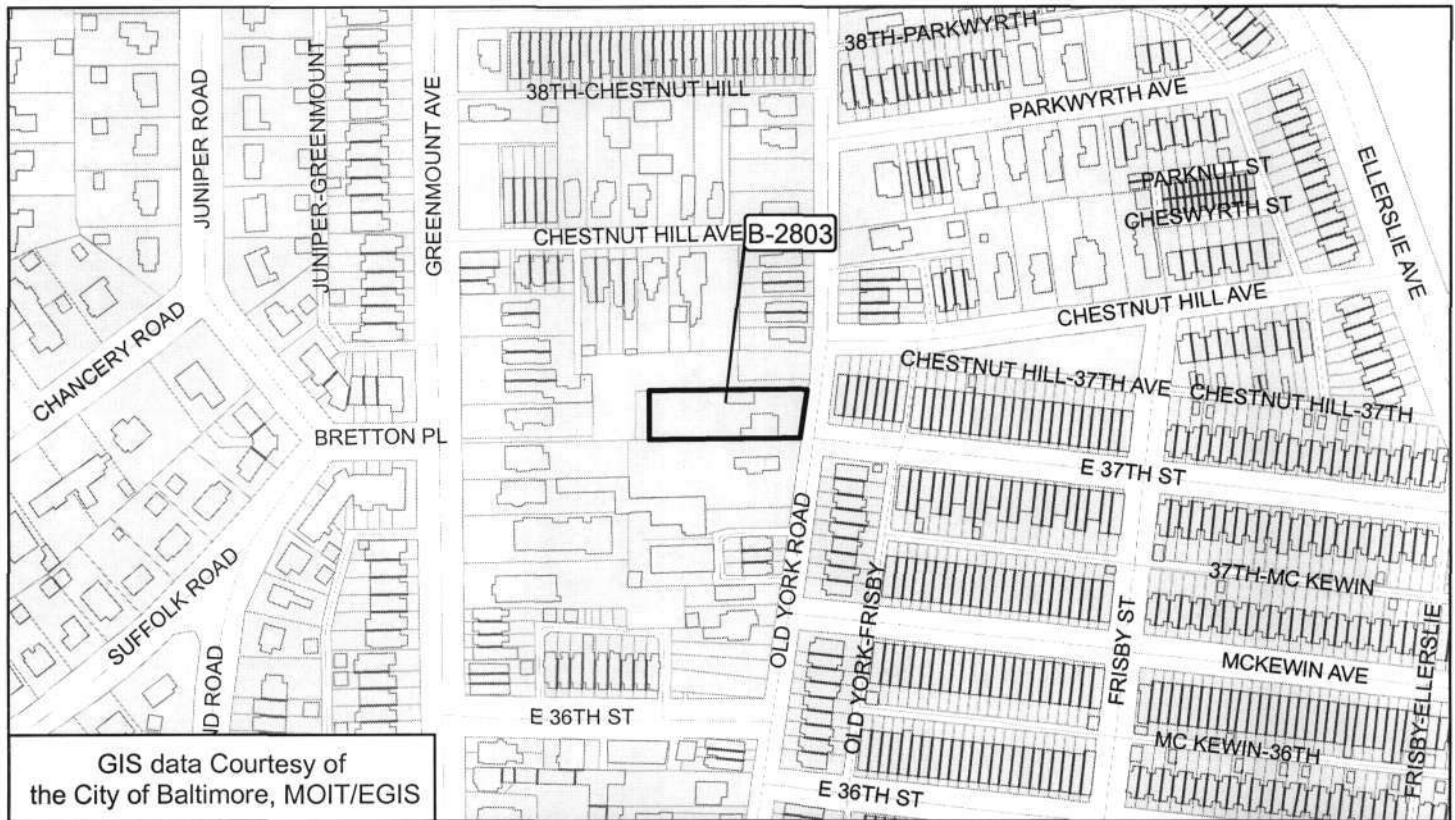 38TH-PARKWYRTH
38TH-CHESTNUT HILL
PARKWYRTH AVE
JUNIPER ROAD
JUNIPER-GREENMOUNT
GREENMOUNT AVE
ELLERSLIE AVE
PARKNUT ST
CHESWYRTH ST
CHESTNUT HILL AVE
B-2803
CHESTNUT HILL AVE
CHANCERY ROAD
CHESTNUT HILL-37TH AVE
CHESTNUT HILL-37TH
BRETTON PL
E 37TH ST
OLD YORK ROAD
SUFFOLK ROAD
OLD YORK-FRISBY
37TH-MC KEWIN
FRISBY ST
MCKEWIN AVE
FRISBY-ELLERSLIE
ND ROAD
E 36TH ST
MC KEWIN-36TH
E 36TH ST
GIS data Courtesy of
the City of Baltimore, MOIT/EGIS